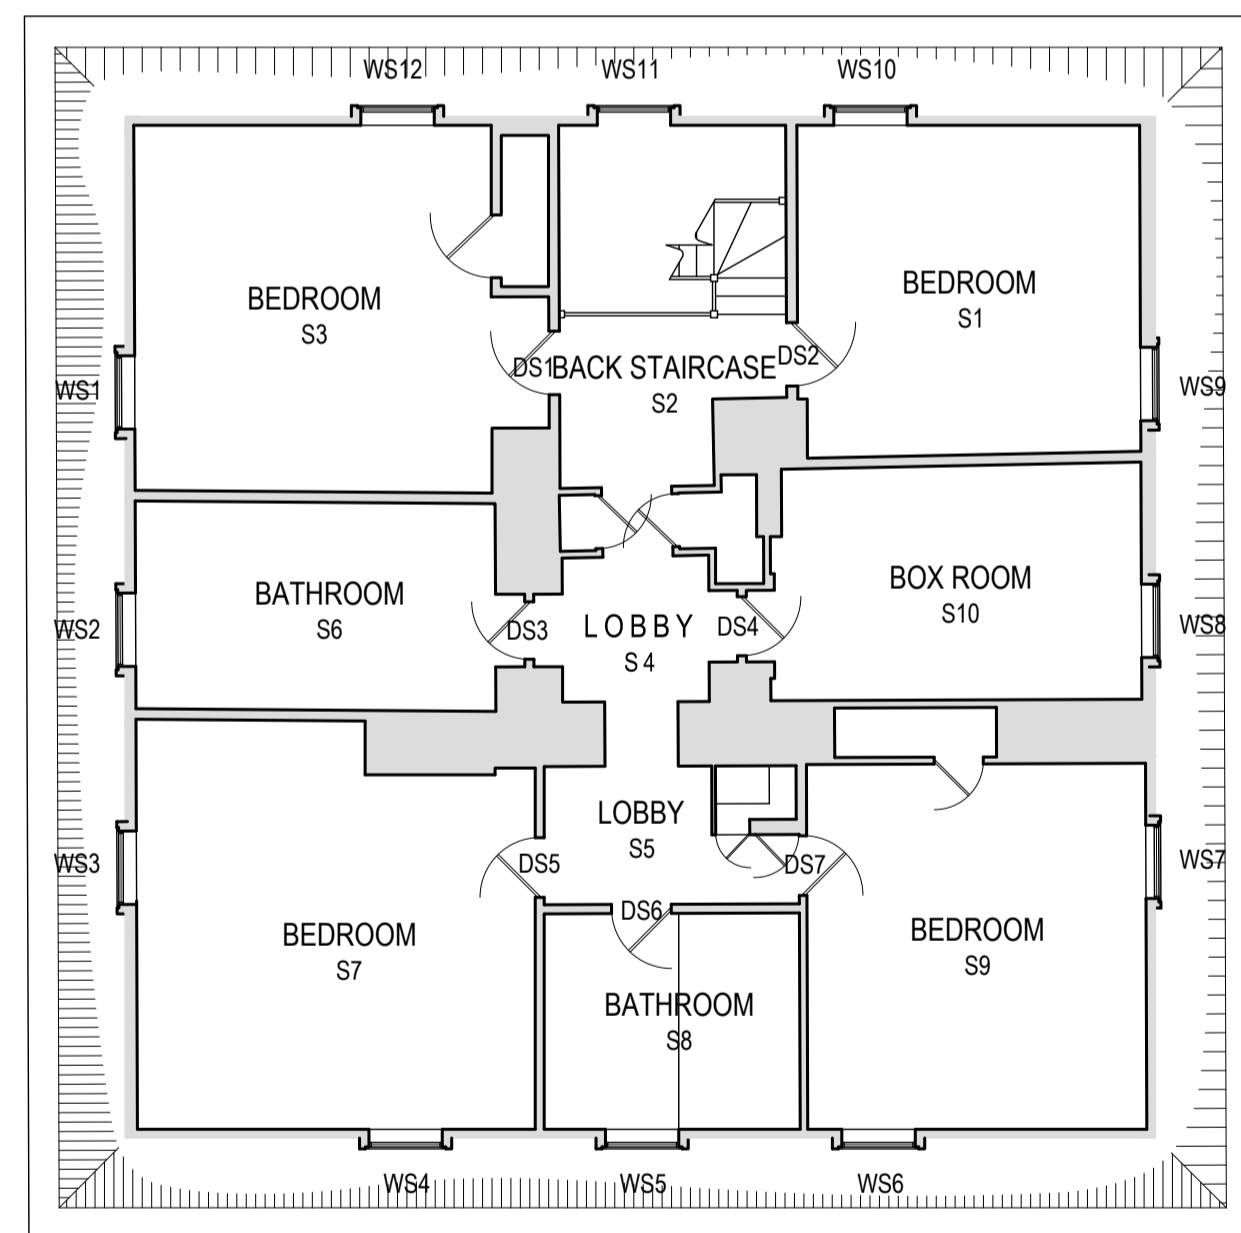 WS12 WS11 WS10
BEDROOM
S3
BEDROOM
S1
WS1
DS1
BACK STAIRCASE
S2
DS2
WS9
BATHROOM
S6
BOX ROOM
S10
WS2
DS3
LOBBY
S4
DS4
WS8
LOBBY
S5
WS3
DS5
DS7
WS7
DS6
BEDROOM
S7
BEDROOM
S9
BATHROOM
S8
WS4 WS5 WS6